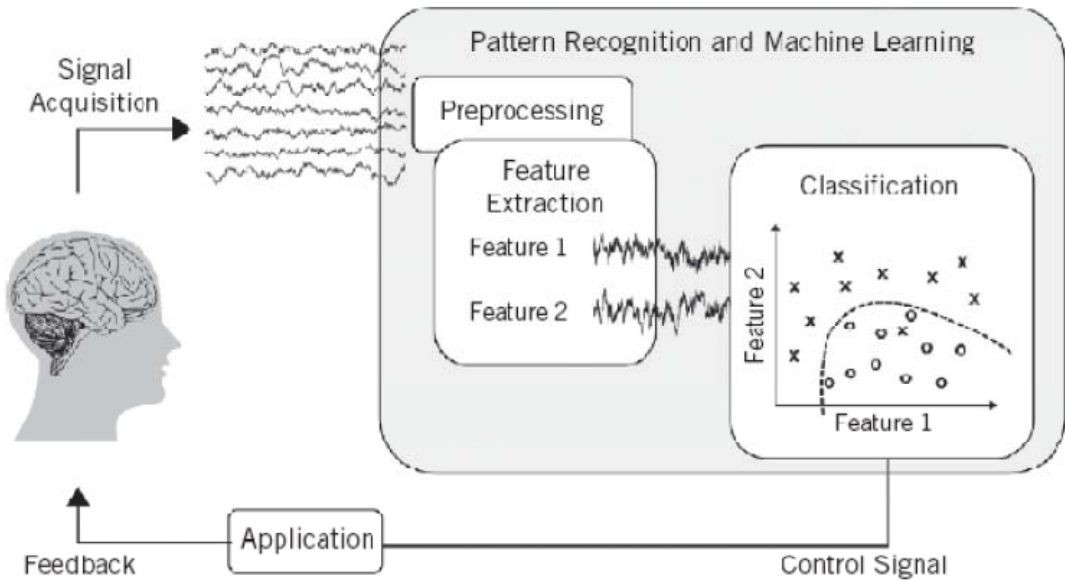 Pattern Recognition and Machine Learning
Signal
Acquisition
Preprocessing
Feature
Extraction
Feature 1
Feature 2
Classification
Feature 2
Feature 1
Application
Feedback
Control Signal